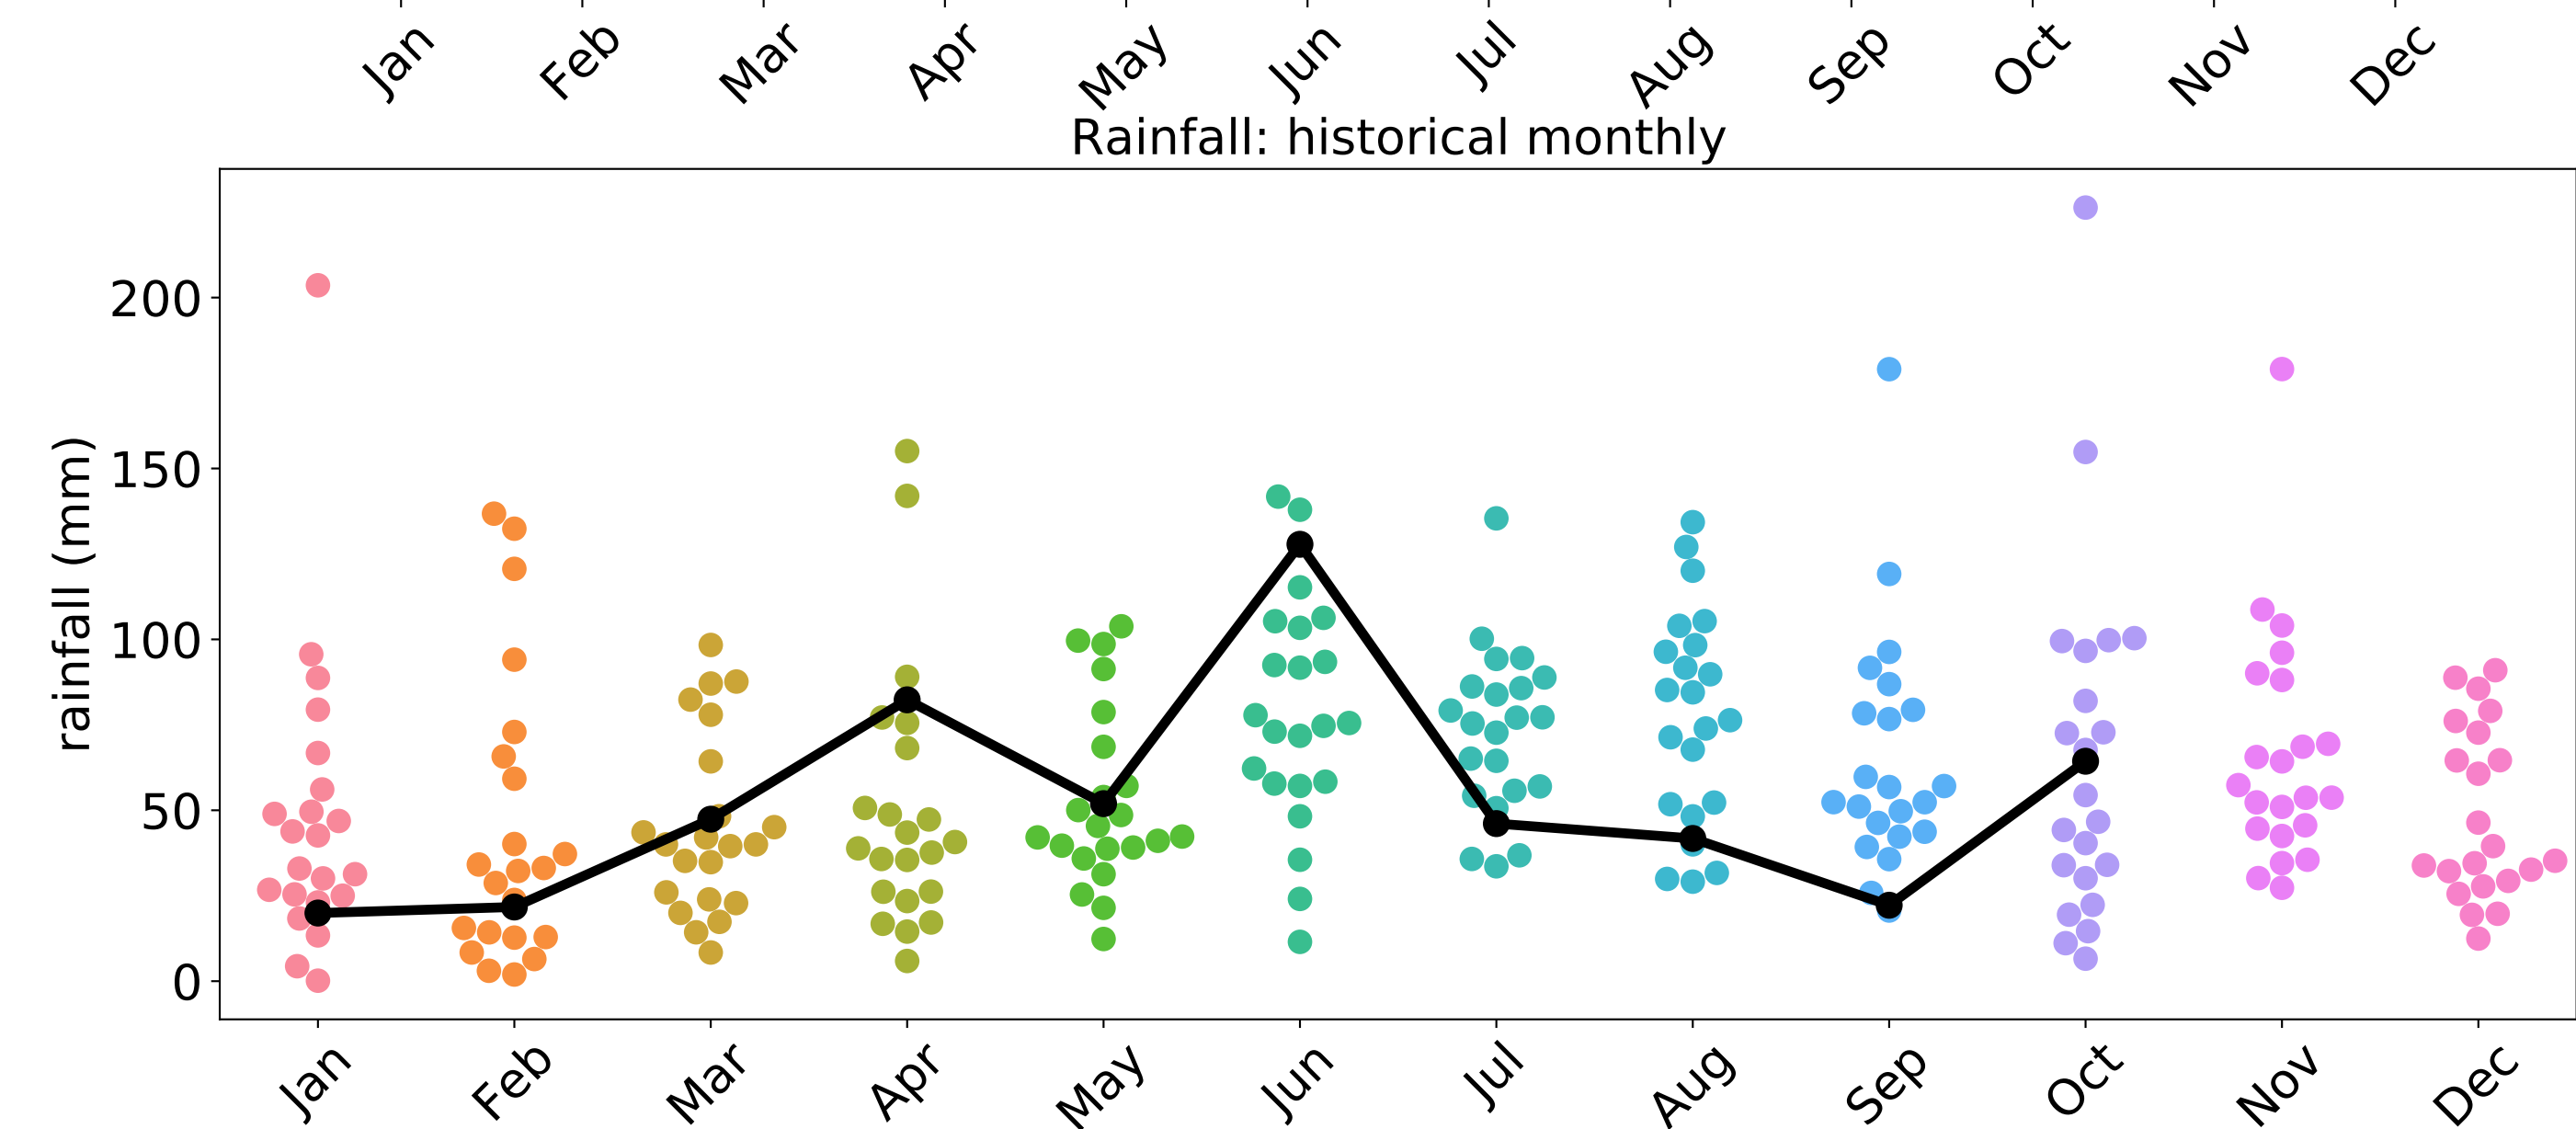 Jan Feb Mar Apr May Jun Jul Aug Sep Oct Nov Dec
Rainfall: historical monthly
rainfall (mm)
200
150
100
50
0
Jan Feb Mar Apr May Jun Jul Aug Sep Oct Nov Dec